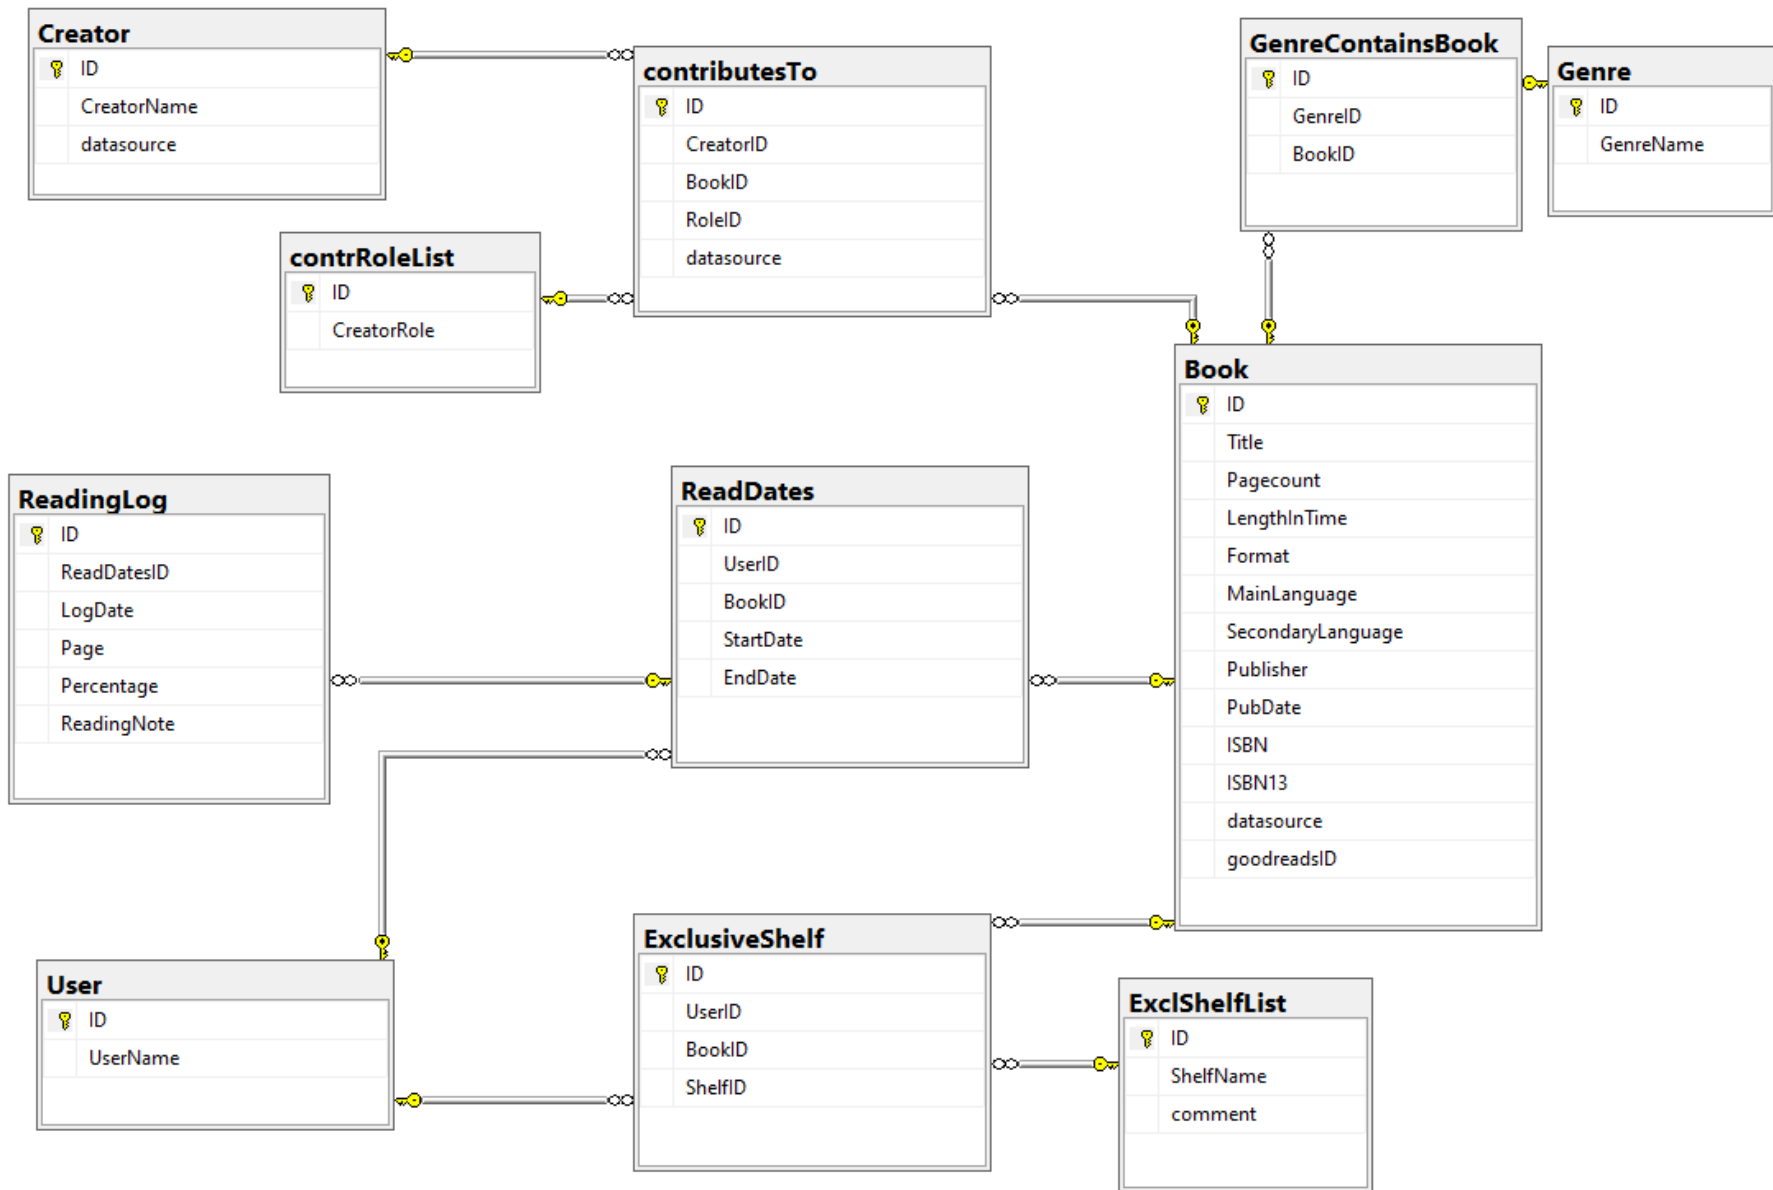 Creator
ID
CreatorName
datasource
contributesTo
ID
CreatorID
BookID
RoleID
datasource
GenreContainsBook
ID
GenreID
BookID
Genre
ID
GenreName
contrRoleList
ID
CreatorRole
Book
ID
Title
Pagecount
LengthInTime
Format
MainLanguage
SecondaryLanguage
Publisher
PubDate
ISBN
ISBN13
datasource
goodreadsID
ReadingLog
ID
ReadDatesID
LogDate
Page
Percentage
ReadingNote
ReadDates
ID
UserID
BookID
StartDate
EndDate
User
ID
UserName
ExclusiveShelf
ID
UserID
BookID
ShelfID
ExclShelfList
ID
ShelfName
comment